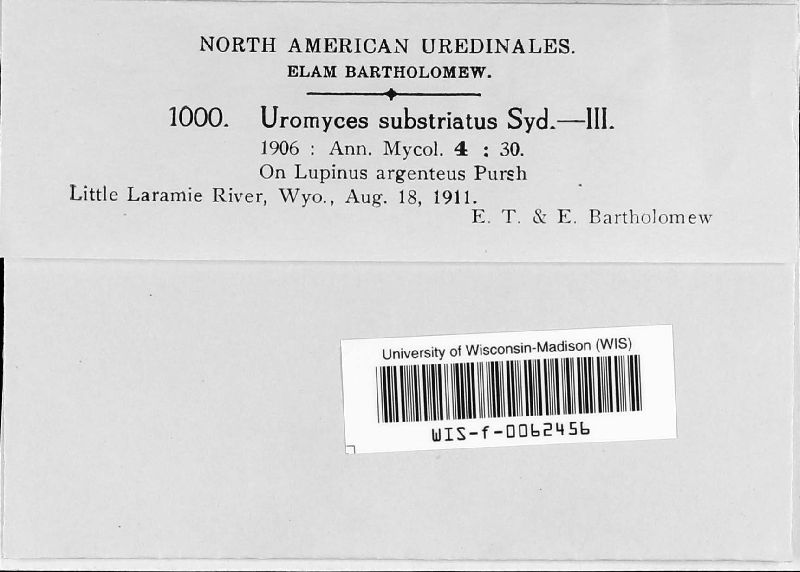 NORTH AMERICAN UREDINALES.
ELAM BARTHOLOMEW.
1000. Uromyces substriatus Syd.—III.
1906 : Ann. Mycol. 4 : 30.
On Lupinus argenteus Pursh
Little Laramie River, Wyo., Aug. 18, 1911.
E. T. & E. Bartholomew
University of Wisconsin-Madison (WIS)
WIS-f-0062456